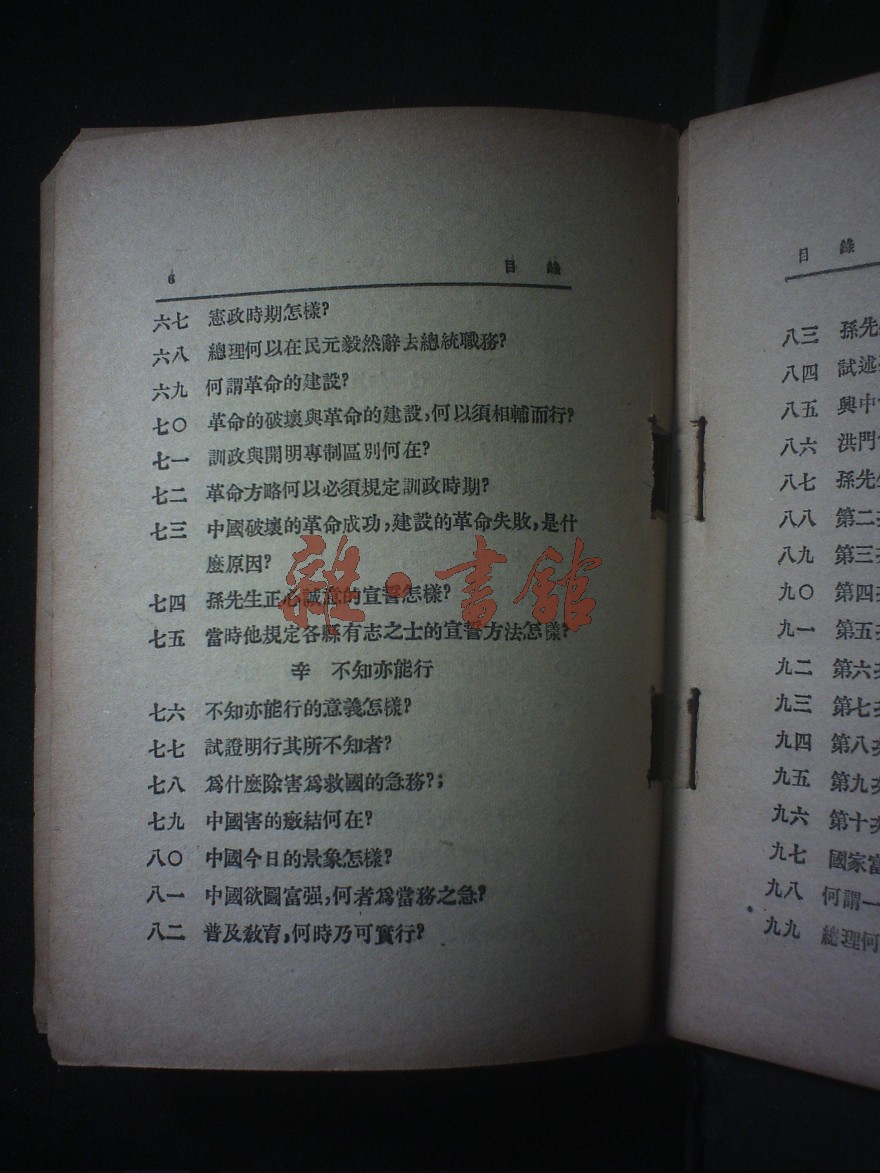 6 目錄
六七 憲政時期怎樣?
六八 總理何以在民元毅然辭去總統職務?
六九 何謂革命的建設?
七〇 革命的破壞與革命的建設,何以須相輔而行?
七一 訓政與開明專制區別何在?
七二 革命方略何以必須規定訓政時期?
七三 中國破壞的革命成功,建設的革命失敗,是什
麼原因?
七四 孫先生正心誠意的宣誓怎樣?
七五 當時他規定各縣有志之士的宣誓方法怎樣?
辛 不知亦能行
七六 不知亦能行的意義怎樣?
七七 試證明行其所不知者?
七八 爲什麼除害爲救國的急務?;
七九 中國害的癥結何在?
八〇 中國今日的景象怎樣?
八一 中國欲圖富强,何者爲當務之急?
八二 普及敎育,何時乃可實行?
雜·書館
目錄
八三 孫先
八四 試述
八五 興中
八六 洪門
八七 孫先生
八八 第二
八九 第三
九〇 第四
九一 第五
九二 第六
九三 第七
九四 第八
九五 第九
九六 第十
九七 國家
九八 何謂一
九九 總理何